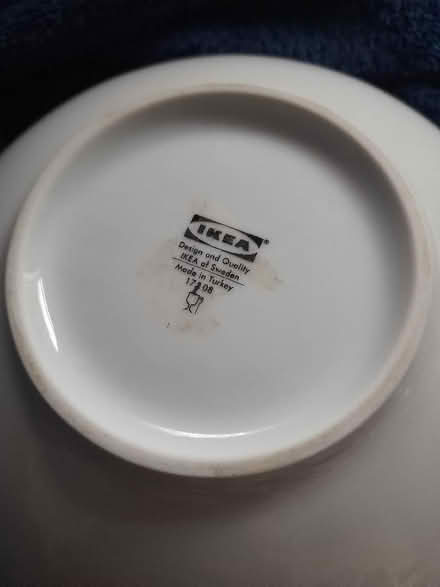 IKEA®
Design and Quality
IKEA of Sweden
Made in Turkey